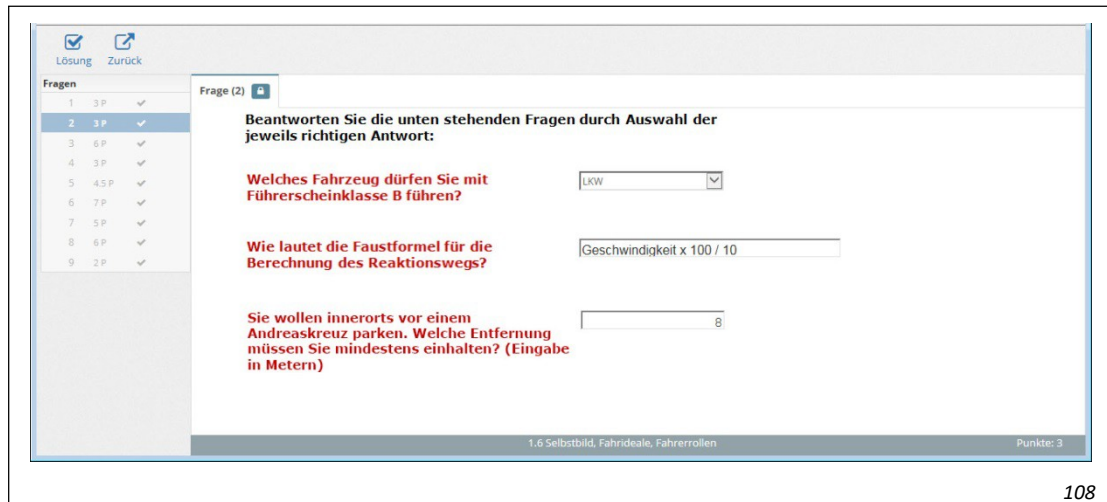 Lösung Zurück
Fragen
1 3 P
2 3 P
3 6 P
4 3 P
5 4.5 P
6 7 P
7 5 P
8 6 P
9 2 P
Frage (2)
Beantworten Sie die unten stehenden Fragen durch Auswahl der
jeweils richtigen Antwort:
Welches Fahrzeug dürfen Sie mit
Führerscheinklasse B führen?
LKW
Wie lautet die Faustformel für die
Berechnung des Reaktionswegs?
Geschwindigkeit x 100 / 10
Sie wollen innerorts vor einem
Andreaskreuz parken. Welche Entfernung
müssen Sie mindestens einhalten? (Eingabe
in Metern)
8
1.6 Selbstbild, Fahrideale, Fahrerrollen Punkte: 3
108